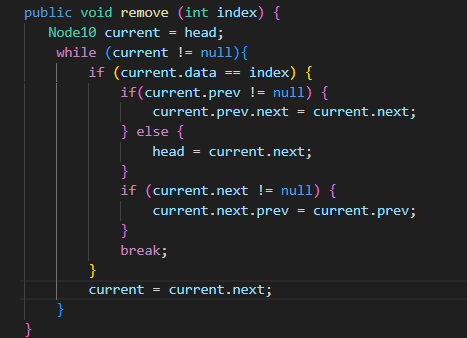 public void remove (int index) {
   Node10 current = head;
    while (current != null){
        if (current.data == index) {
            if(current.prev != null) {
                current.prev.next = current.next;
            } else {
                head = current.next;
            }
            if (current.next != null) {
                current.next.prev = current.prev;
            }
            break;
        }
        current = current.next;
    }
}